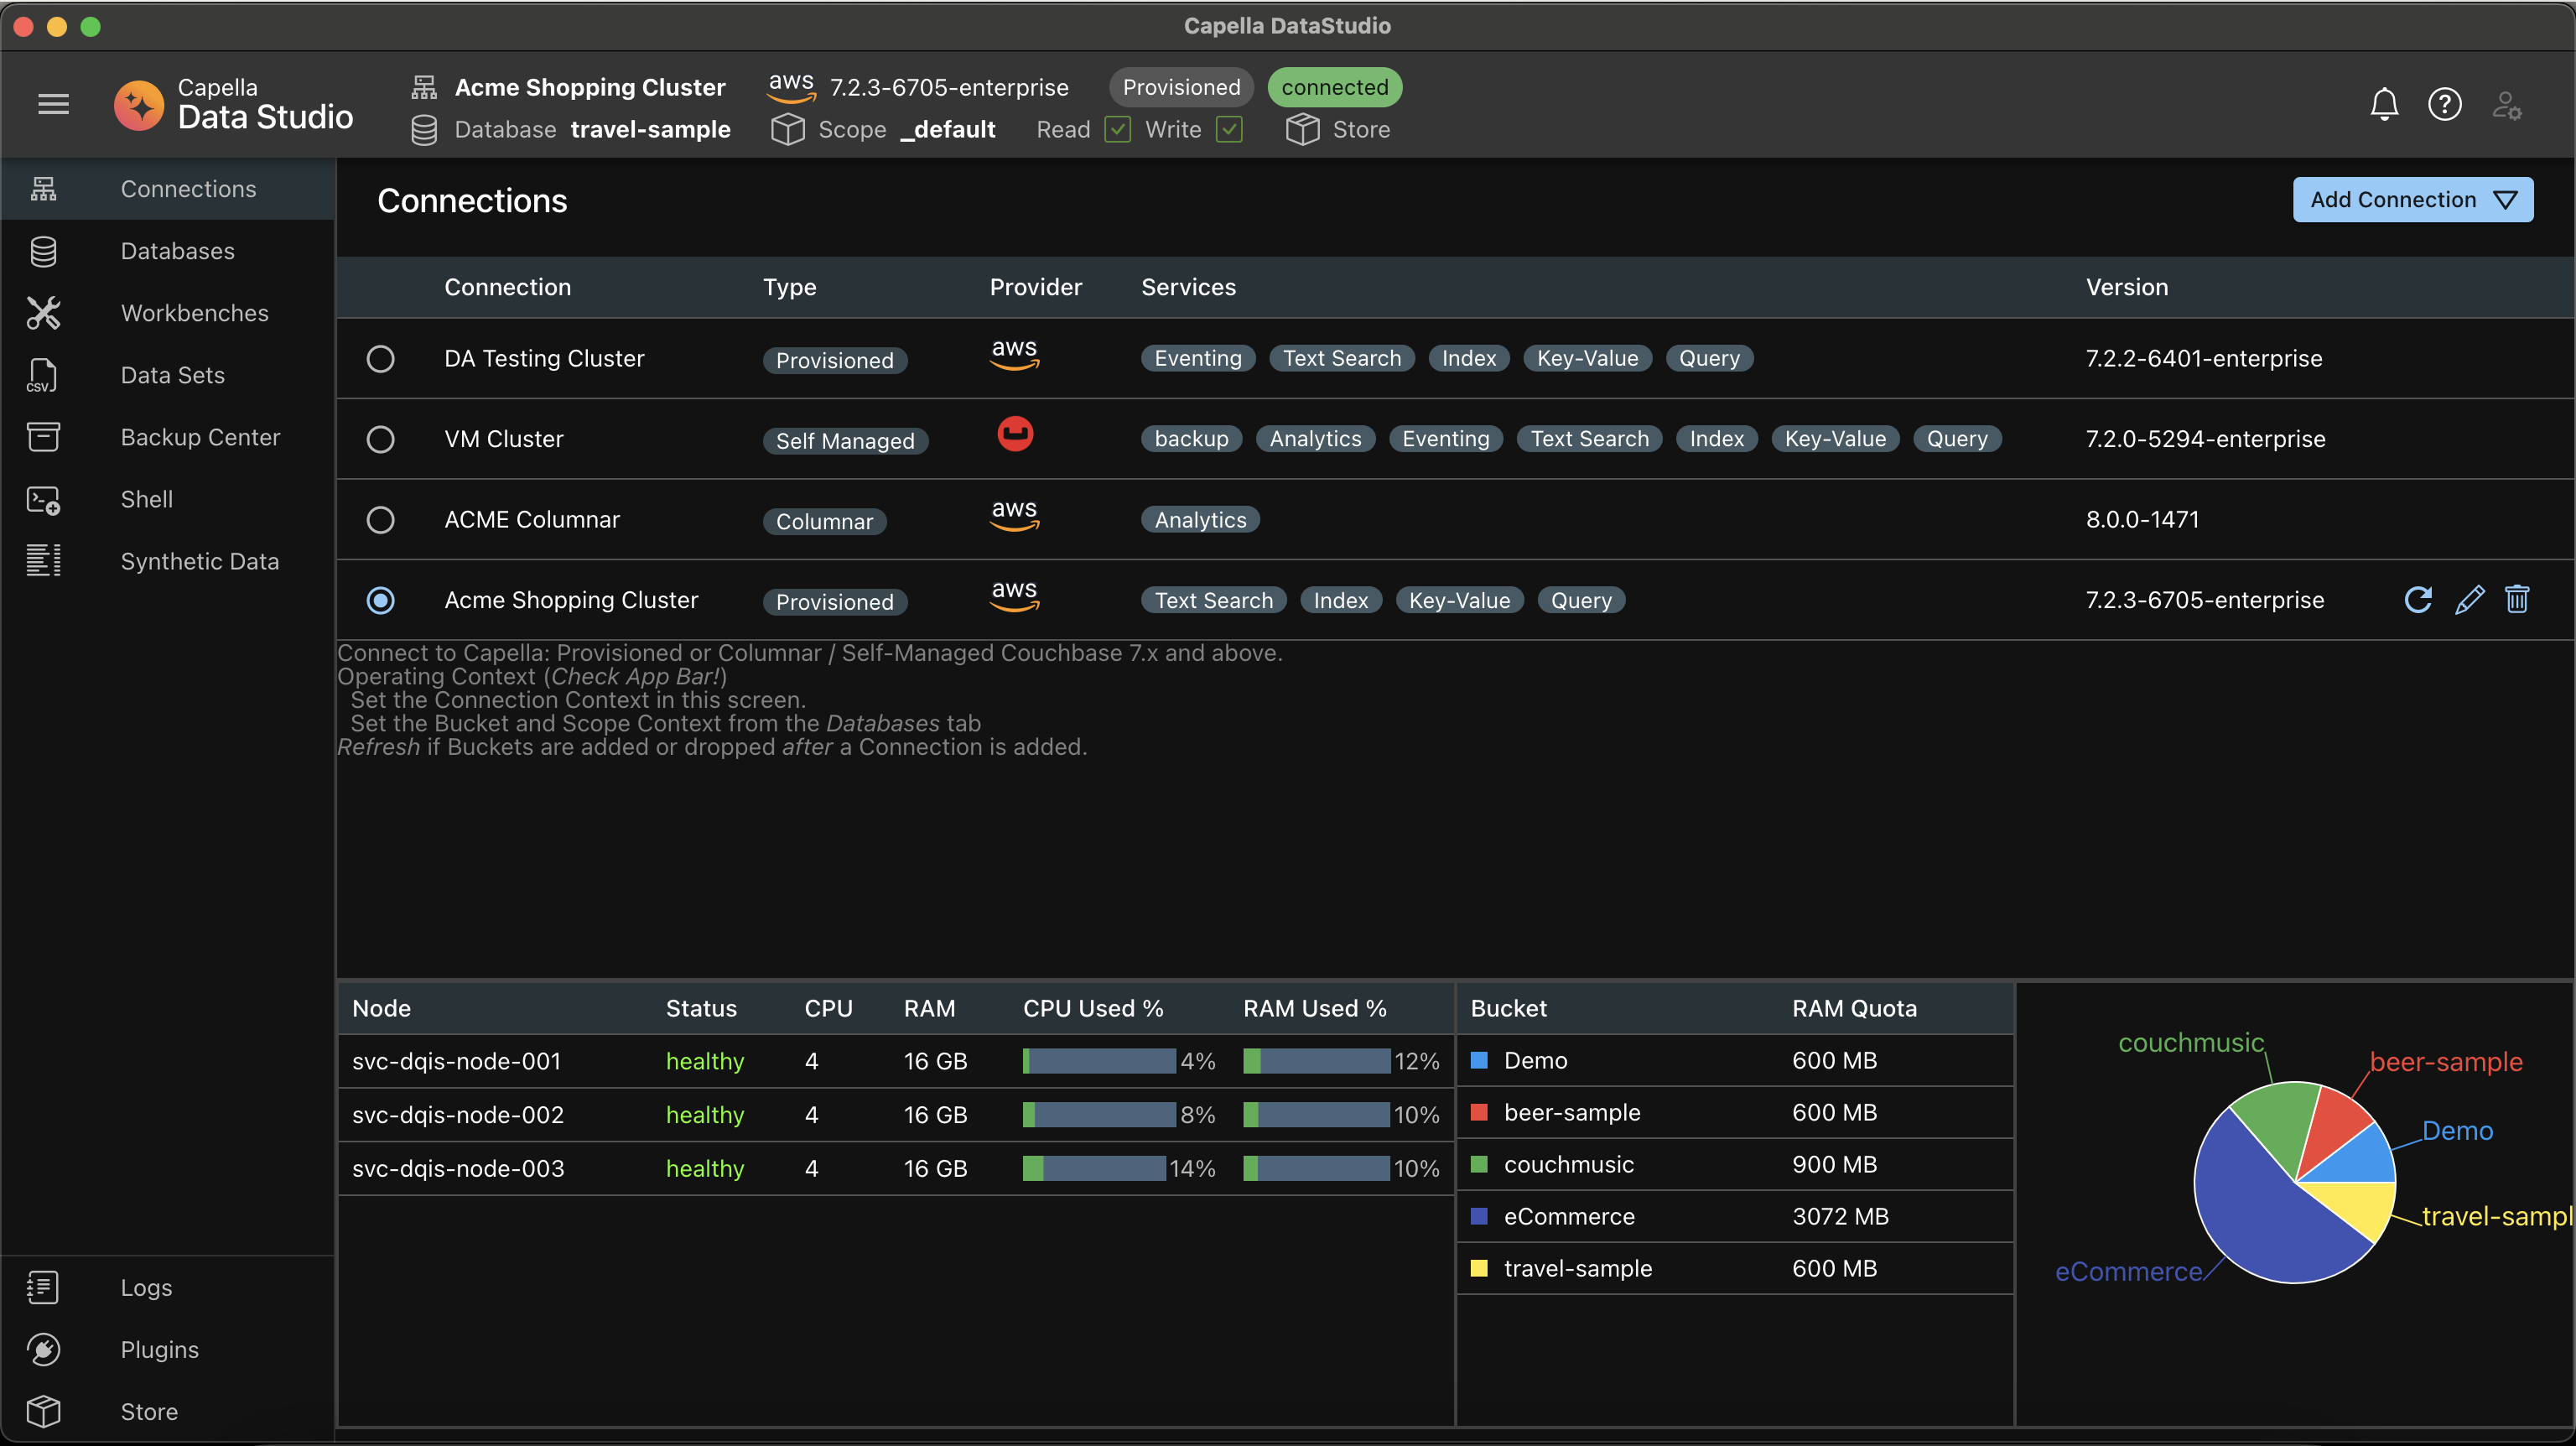 Capella DataStudio
Capella
Data Studio
Acme Shopping Cluster aws 7.2.3-6705-enterprise Provisioned connected
Database travel-sample Scope _default Read Write Store
Connections
Databases
Workbenches
CSV Data Sets
Backup Center
Shell
Synthetic Data
Logs
Plugins
Store
Connections Add Connection
Connection Type Provider Services Version
DA Testing Cluster Provisioned aws Eventing Text Search Index Key-Value Query 7.2.2-6401-enterprise
VM Cluster Self Managed backup Analytics Eventing Text Search Index Key-Value Query 7.2.0-5294-enterprise
ACME Columnar Columnar aws Analytics 8.0.0-1471
Acme Shopping Cluster Provisioned aws Text Search Index Key-Value Query 7.2.3-6705-enterprise
Connect to Capella: Provisioned or Columnar / Self-Managed Couchbase 7.x and above.
Operating Context (Check App Bar!)
Set the Connection Context in this screen.
Set the Bucket and Scope Context from the Databases tab
Refresh if Buckets are added or dropped after a Connection is added.
Node Status CPU RAM CPU Used % RAM Used %
svc-dqis-node-001 healthy 4 16 GB 4% 12%
svc-dqis-node-002 healthy 4 16 GB 8% 10%
svc-dqis-node-003 healthy 4 16 GB 14% 10%
Bucket RAM Quota
Demo 600 MB
beer-sample 600 MB
couchmusic 900 MB
eCommerce 3072 MB
travel-sample 600 MB
couchmusic
beer-sample
Demo
travel-sampl
eCommerce